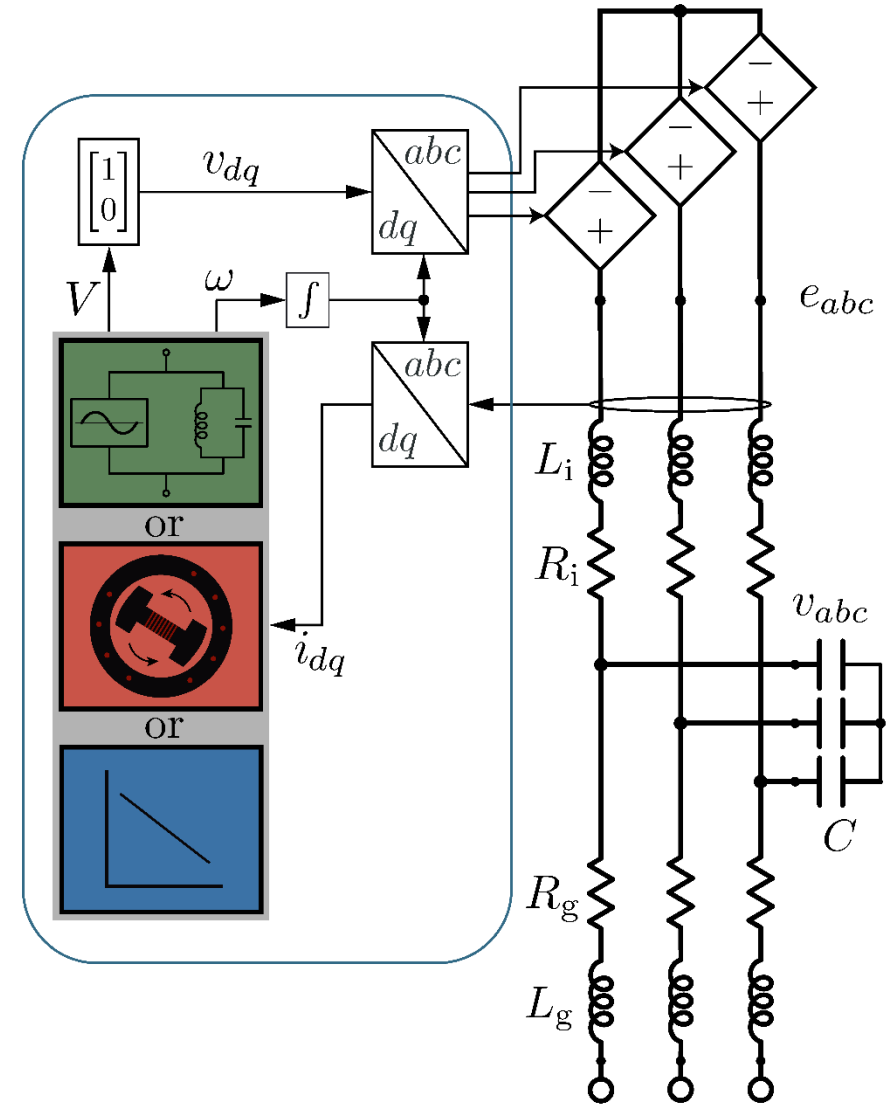 − +
− +
− +
[1 0]
v_dq
abc
dq
V
ω
∫
e_abc
abc
dq
L_i
or
R_i
v_abc
i_dq
or
C
R_g
L_g